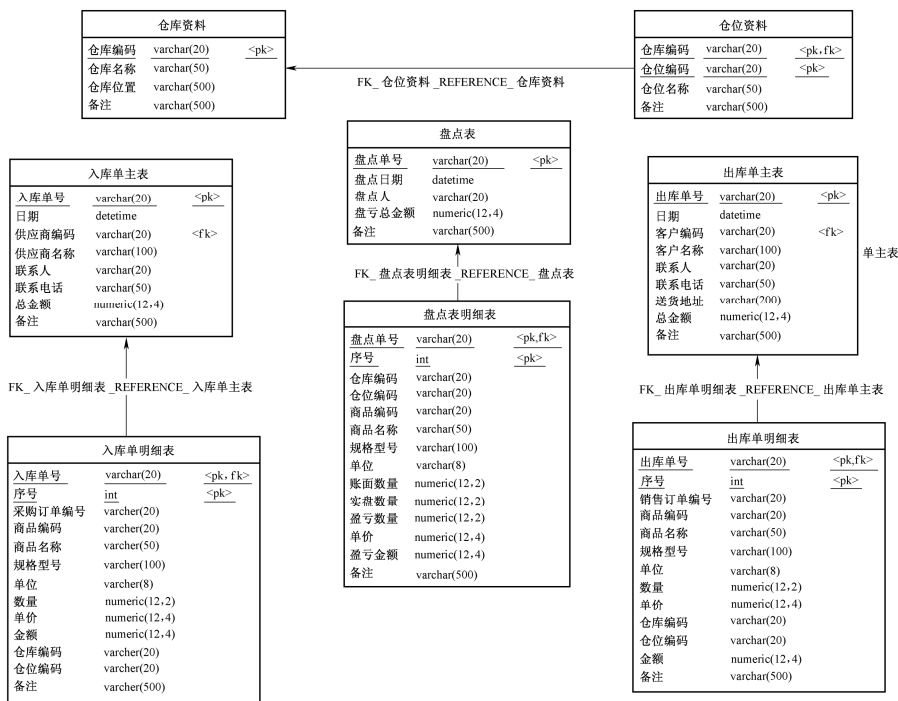 仓库资料
仓库编码 varchar(20) <pk>
仓库名称 varchar(50)
仓库位置 varchar(500)
备注 varchar(500)
仓位资料
仓库编码 varchar(20) <pk,fk>
仓位编码 varchar(20) <pk>
仓位名称 varchar(50)
备注 varchar(500)
FK_仓位资料_REFERENCE_仓库资料
入库单主表
入库单号 varchar(20) <pk>
日期 detetime
供应商编码 varchar(20) <fk>
供应商名称 varchar(100)
联系人 varchar(20)
联系电话 varchar(50)
总金额 numeric(12,4)
备注 varchar(500)
盘点表
盘点单号 varchar(20) <pk>
盘点日期 datetime
盘点人 varchar(20)
盘亏总金额 numeric(12,4)
备注 varchar(500)
出库单主表
出库单号 varchar(20) <pk>
日期 datetime
客户编码 varchar(20) <fk>
客户名称 varchar(100)
联系人 varchar(20)
联系电话 varchar(50)
送货地址 varchar(200)
总金额 numeric(12,4)
备注 varchar(500)
单主表
FK_入库单明细表_REFERENCE_入库单主表
FK_盘点表明细表_REFERENCE_盘点表
FK_出库单明细表_REFERENCE_出库单主表
入库单明细表
入库单号 varchar(20) <pk,fk>
序号 int <pk>
采购订单编号 varcher(20)
商品编码 varcher(20)
商品名称 varcher(50)
规格型号 varcher(100)
单位 varcher(8)
数量 numeric(12,2)
单价 numeric(12,4)
金额 numeric(12,4)
仓库编码 varcher(20)
仓位编码 varcher(20)
备注 varcher(500)
盘点表明细表
盘点单号 varchar(20) <pk,fk>
序号 int <pk>
仓库编码 varchar(20)
仓位编码 varchar(20)
商品编码 varchar(20)
商品名称 varchar(50)
规格型号 varchar(100)
单位 varchar(8)
账面数量 numeric(12,2)
实盘数量 numeric(12,2)
盈亏数量 numeric(12,2)
单价 numeric(12,4)
盈亏金额 numeric(12,4)
备注 varchar(500)
出库单明细表
出库单号 varchar(20) <pk,fk>
序号 int <pk>
销售订单编号 varchar(20)
商品编码 varchar(20)
商品名称 varchar(50)
规格型号 varchar(100)
单位 varchar(8)
数量 numeric(12,2)
单价 numeric(12,4)
仓库编码 varchar(20)
仓位编码 varchar(20)
金额 numeric(12,4)
备注 varchar(500)